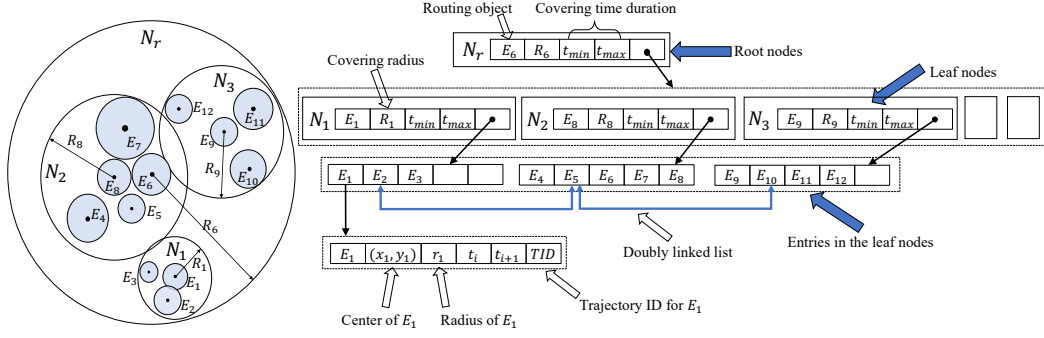 N_r
N_3
E_12
E_11
E_9
E_7
R_8
R_9
E_10
N_2
E_8
E_6
E_4
E_5
R_6
N_1
R_1
E_3
E_1
E_2
Routing object
Covering time duration
N_r E_6 R_6 t_min t_max
Root nodes
Covering radius
Leaf nodes
N_1 E_1 R_1 t_min t_max
N_2 E_8 R_8 t_min t_max
N_3 E_9 R_9 t_min t_max
E_1 E_2 E_3
E_4 E_5 E_6 E_7 E_8
E_9 E_10 E_11 E_12
Doubly linked list
Entries in the leaf nodes
E_1 (x_1, y_1) r_1 t_i t_{i+1} TID
Center of E_1
Radius of E_1
Trajectory ID for E_1